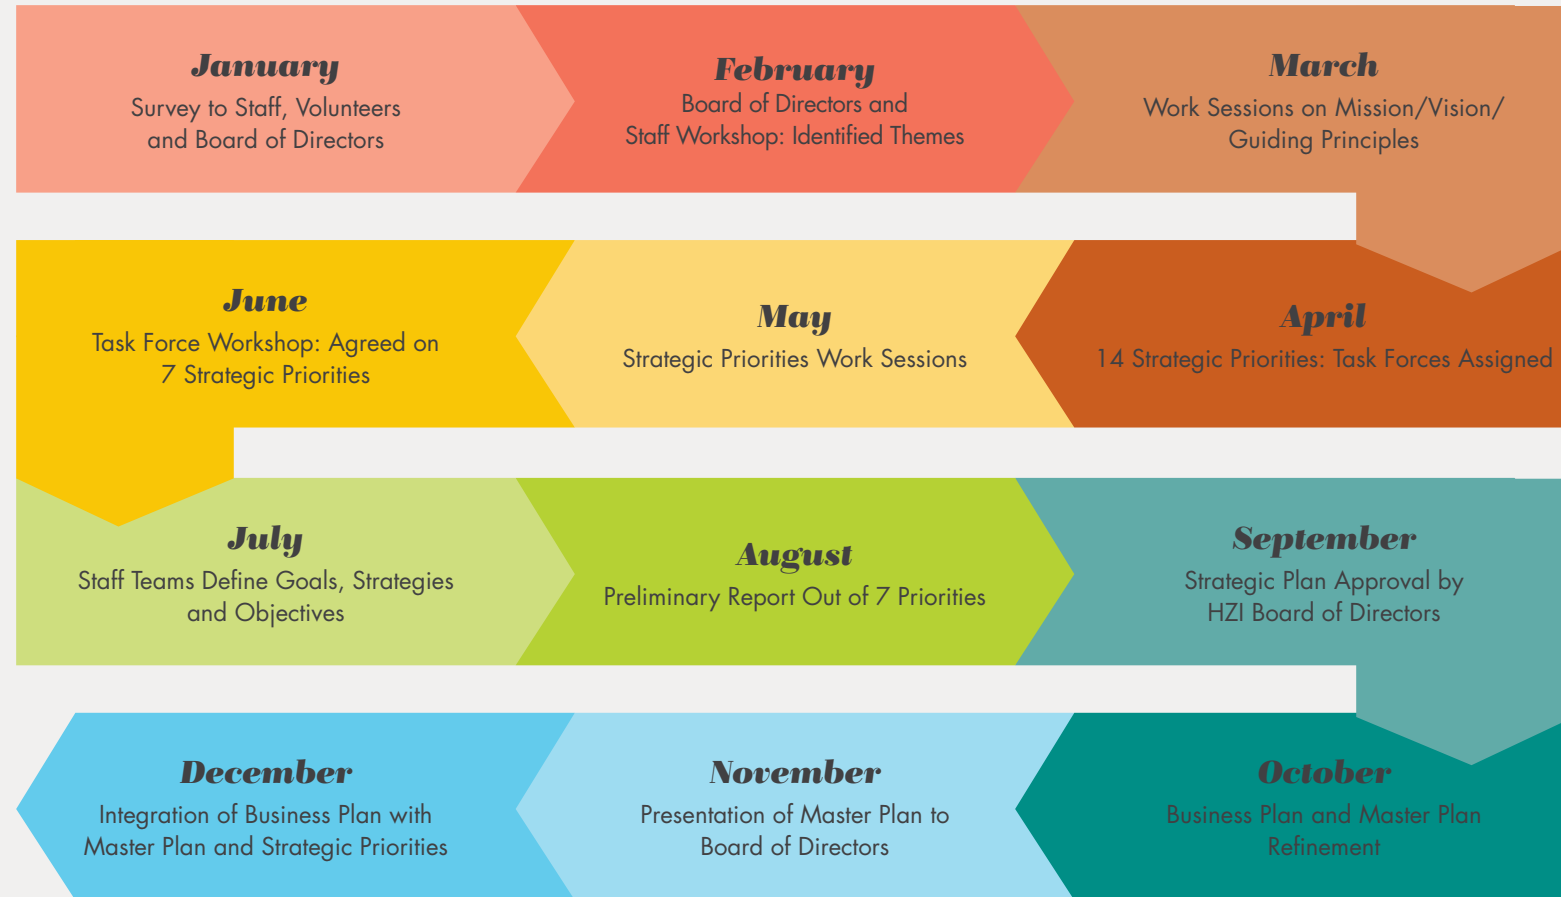 January
Survey to Staff, Volunteers
and Board of Directors
February
Board of Directors and
Staff Workshop: Identified Themes
March
Work Sessions on Mission/Vision/
Guiding Principles
April
14 Strategic Priorities: Task Forces Assigned
May
Strategic Priorities Work Sessions
June
Task Force Workshop: Agreed on
7 Strategic Priorities
July
Staff Teams Define Goals, Strategies
and Objectives
August
Preliminary Report Out of 7 Priorities
September
Strategic Plan Approval by
HZI Board of Directors
October
Business Plan and Master Plan
Refinement
November
Presentation of Master Plan to
Board of Directors
December
Integration of Business Plan with
Master Plan and Strategic Priorities